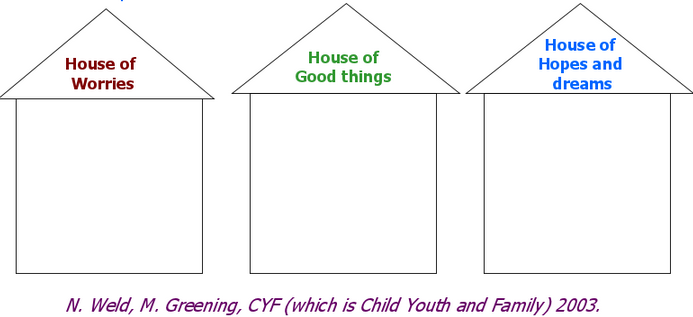 House of
Worries
House of
Good things
House of
Hopes and
dreams
N. Weld, M. Greening, CYF (which is Child Youth and Family) 2003.